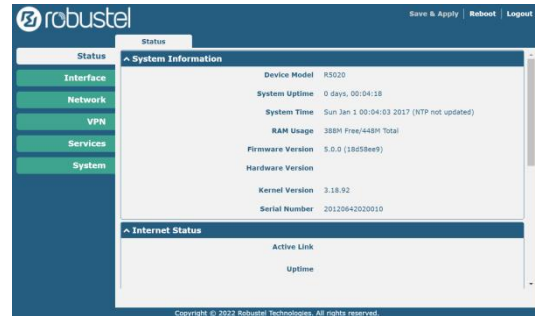 robustel
Save & Apply | Reboot | Logout
Status
Status
Interface
Network
VPN
Services
System
System Information
Device Model R5020
System Uptime 0 days, 00:04:18
System Time Sun Jan 1 00:04:03 2017 (NTP not updated)
RAM Usage 388M Free/448M Total
Firmware Version 5.0.0 (18d58ee9)
Hardware Version
Kernel Version 3.18.92
Serial Number 20120642020010
Internet Status
Active Link
Uptime
Copyright © 2022 Robustel Technologies. All rights reserved.